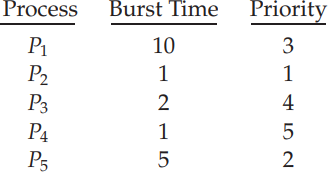 Process Burst Time Priority
P₁ 10 3
P₂ 1 1
P₃ 2 4
P₄ 1 5
P₅ 5 2